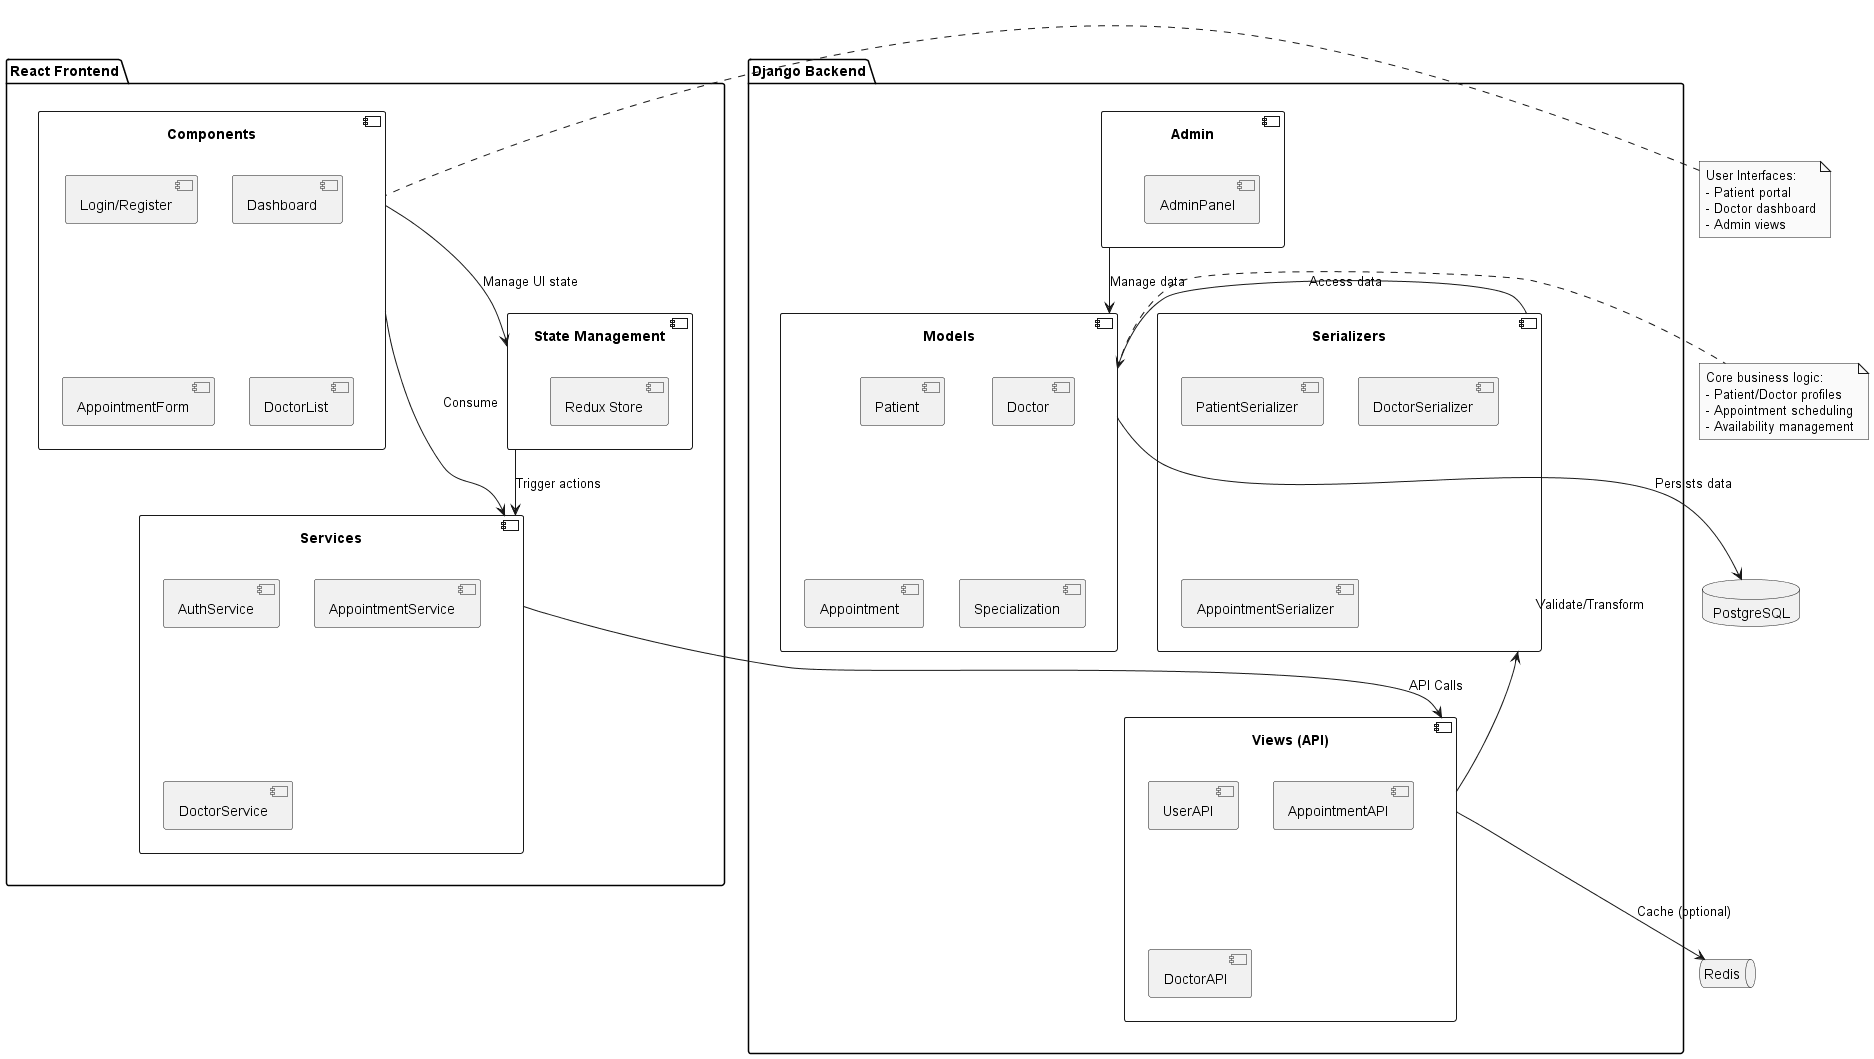 React Frontend
Components
Login/Register
Dashboard
AppointmentForm
DoctorList
Manage UI state
Consume
State Management
Redux Store
Trigger actions
Services
AuthService
AppointmentService
DoctorService
Django Backend
Admin
AdminPanel
Manage data
Access data
Models
Patient
Doctor
Appointment
Specialization
Serializers
PatientSerializer
DoctorSerializer
AppointmentSerializer
Persists data
Validate/Transform
API Calls
Views (API)
UserAPI
AppointmentAPI
DoctorAPI
Cache (optional)
User Interfaces:
- Patient portal
- Doctor dashboard
- Admin views
Core business logic:
- Patient/Doctor profiles
- Appointment scheduling
- Availability management
PostgreSQL
Redis